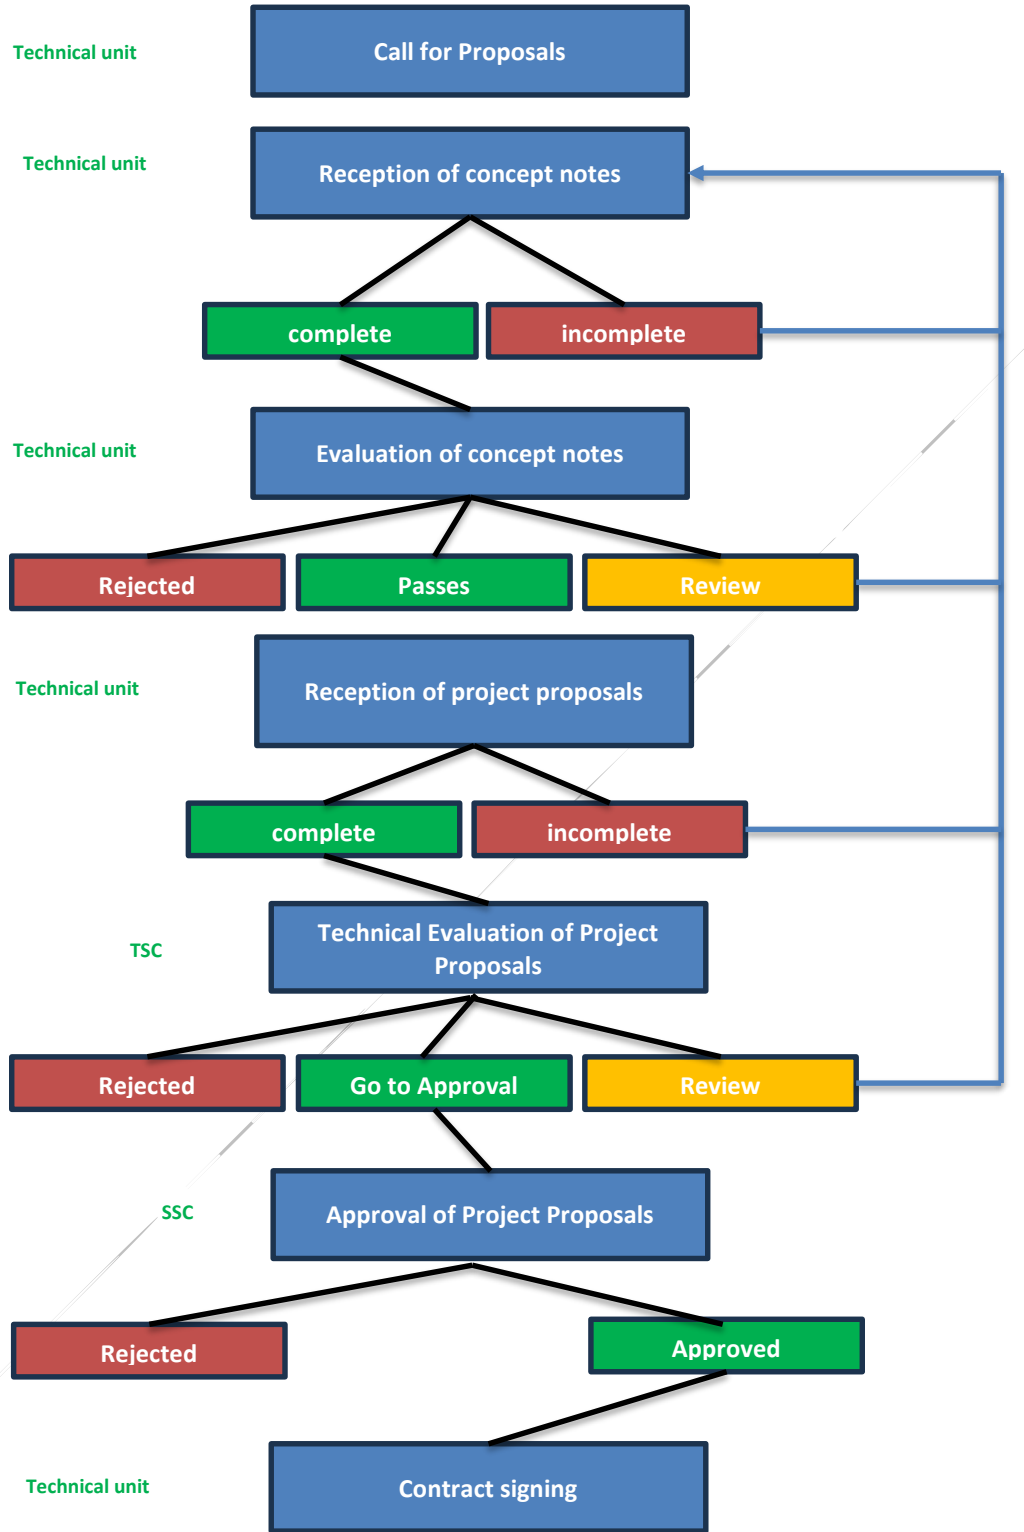 Technical unit
Call for Proposals
Technical unit
Reception of concept notes
complete
incomplete
Technical unit
Evaluation of concept notes
Rejected
Passes
Review
Technical unit
Reception of project proposals
complete
incomplete
TSC
Technical Evaluation of Project
Proposals
Rejected
Go to Approval
Review
SSC
Approval of Project Proposals
Rejected
Approved
Technical unit
Contract signing